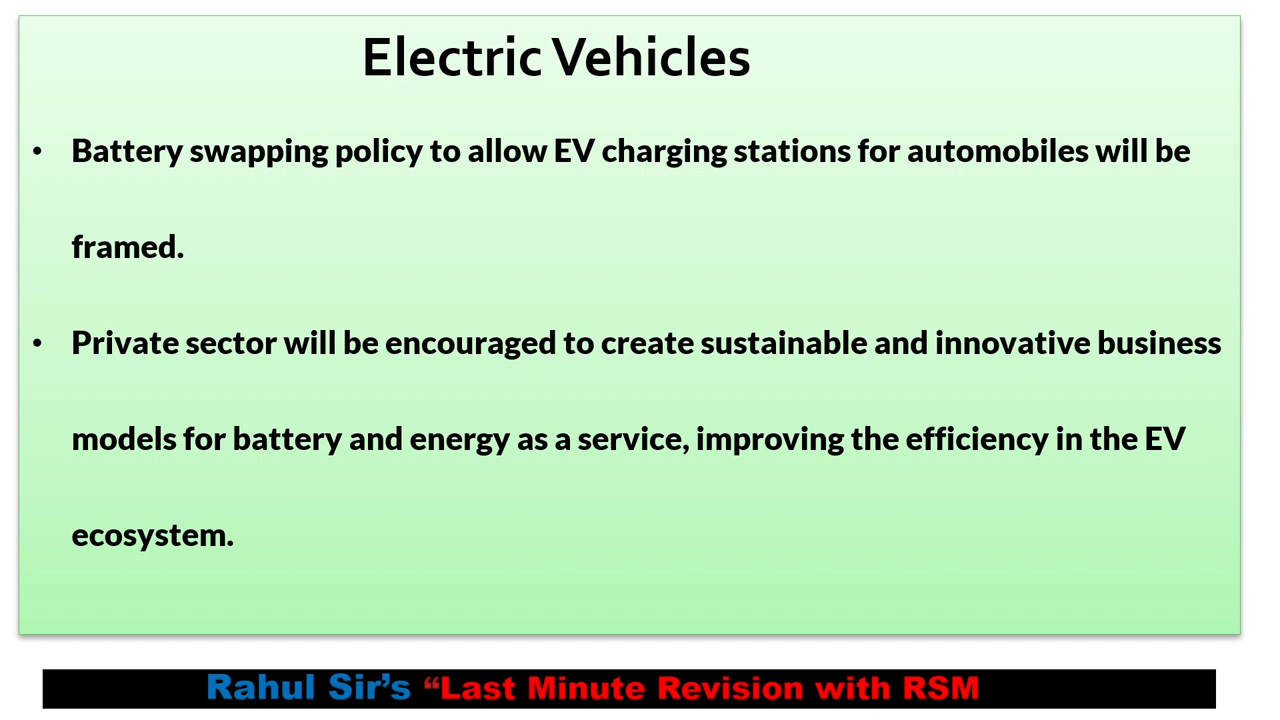 Electric Vehicles
• Battery swapping policy to allow EV charging stations for automobiles will be
framed.
• Private sector will be encouraged to create sustainable and innovative business
models for battery and energy as a service, improving the efficiency in the EV
ecosystem.
Rahul Sir's “Last Minute Revision with RSM